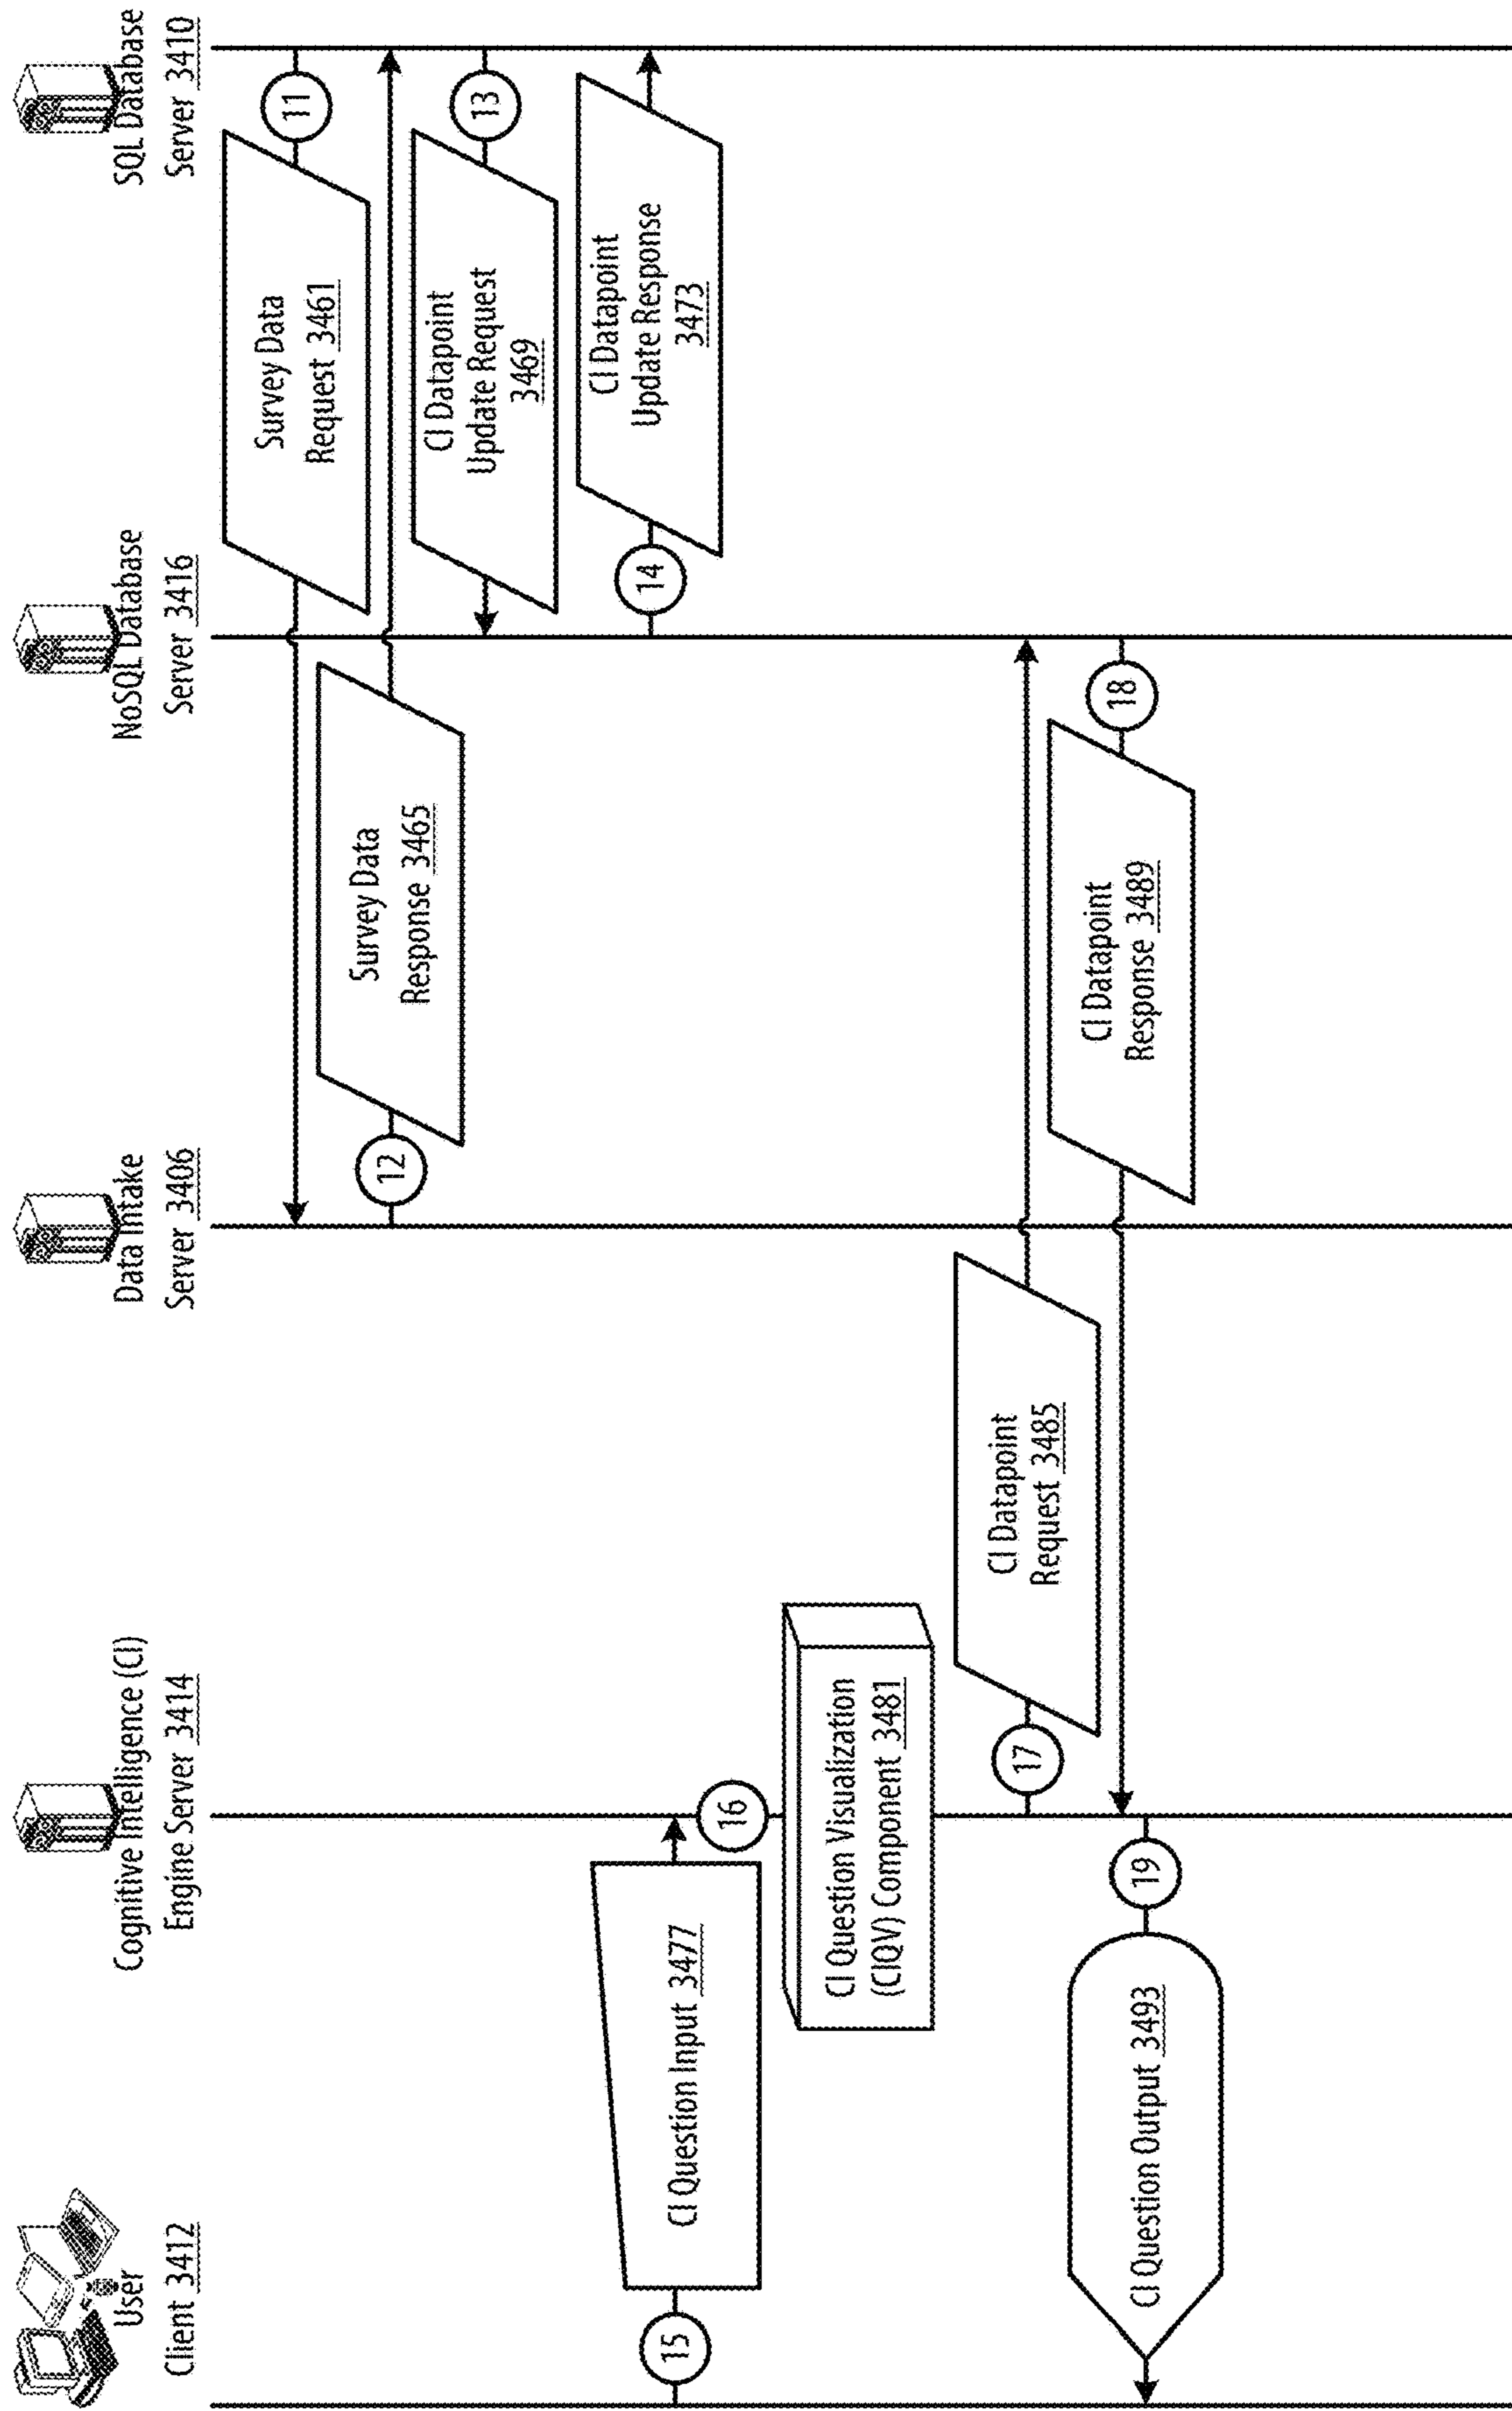 User
Client 3412
Cognitive Intelligence (CI)
Engine Server 3414
Data Intake
Server 3406
NoSQL Database
Server 3416
SQL Database
Server 3410
11
Survey Data
Request 3461
12
Survey Data
Response 3465
13
CI Datapoint
Update Request
3469
14
CI Datapoint
Update Response
3473
15
CI Question Input 3477
16
CI Question Visualization
(CIQV) Component 3481
17
CI Datapoint
Request 3485
18
CI Datapoint
Response 3489
19
CI Question Output 3493